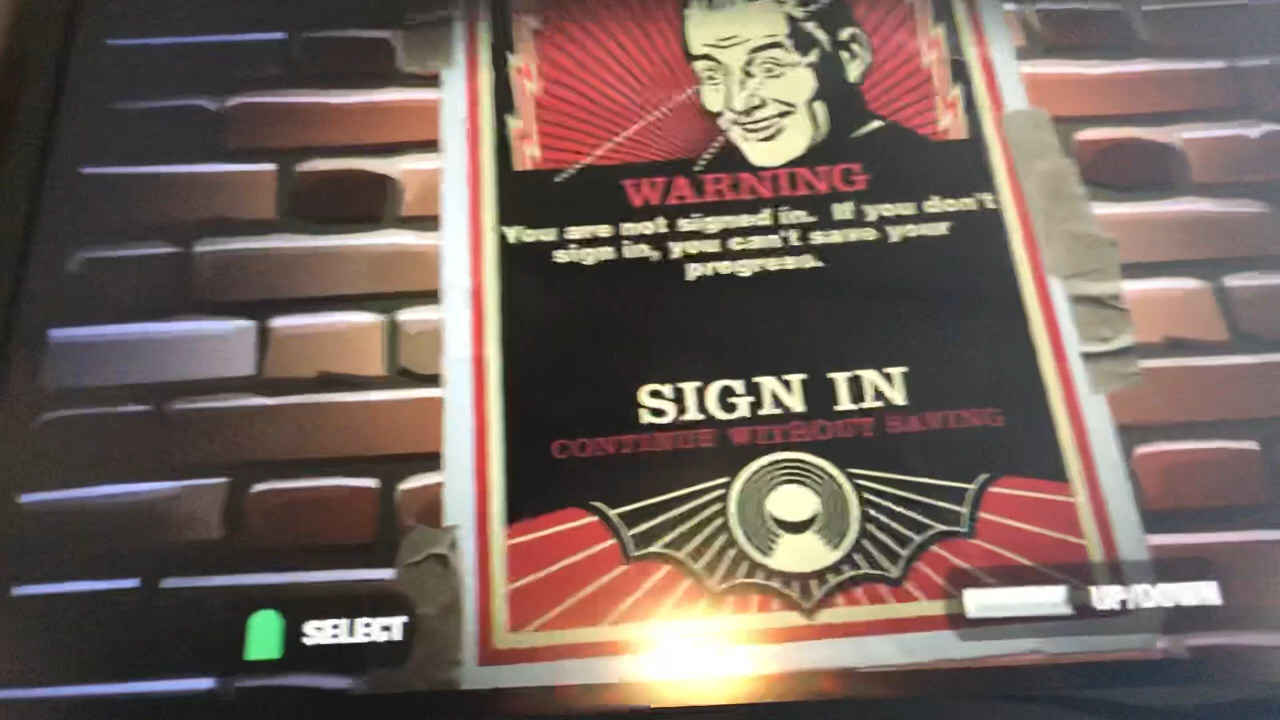 WARNING
You are not signed in. If you don't
sign in, you can't save your
progress.
SIGN IN
CONTINUE WITHOUT SAVING
SELECT
UP/DOWN